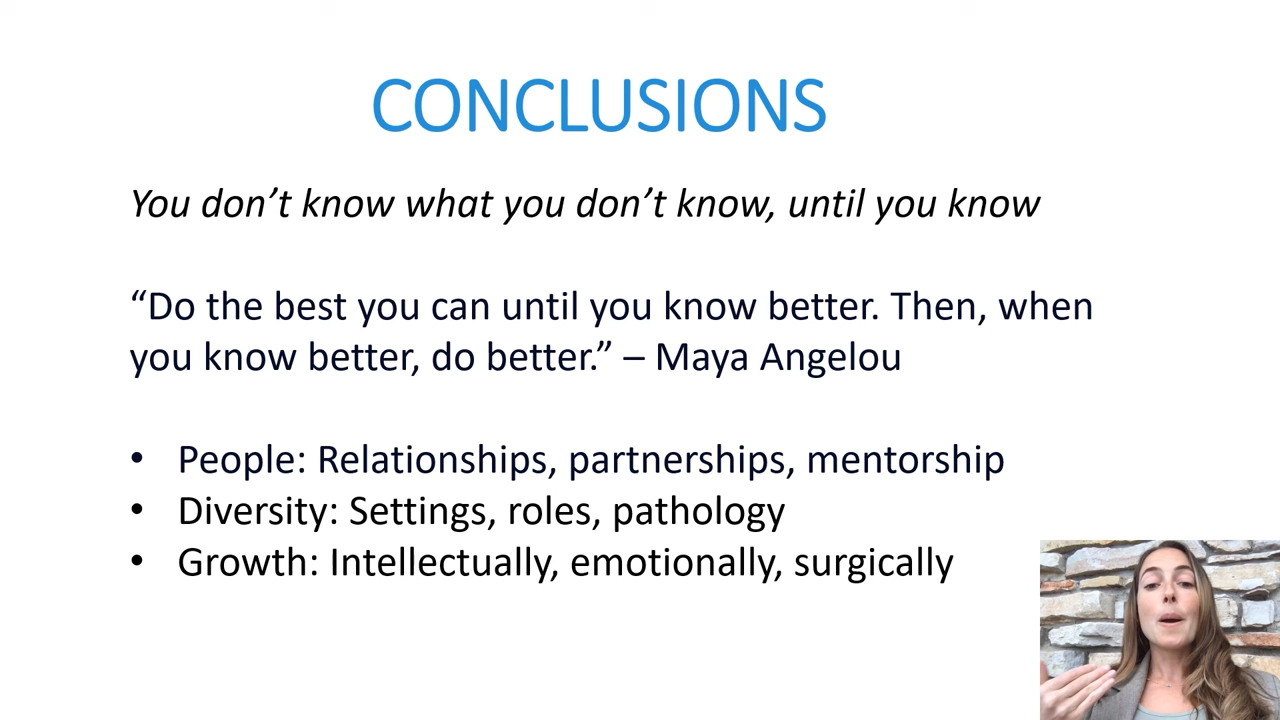 CONCLUSIONS
You don’t know what you don’t know, until you know
“Do the best you can until you know better. Then, when
you know better, do better.” – Maya Angelou
• People: Relationships, partnerships, mentorship
• Diversity: Settings, roles, pathology
• Growth: Intellectually, emotionally, surgically